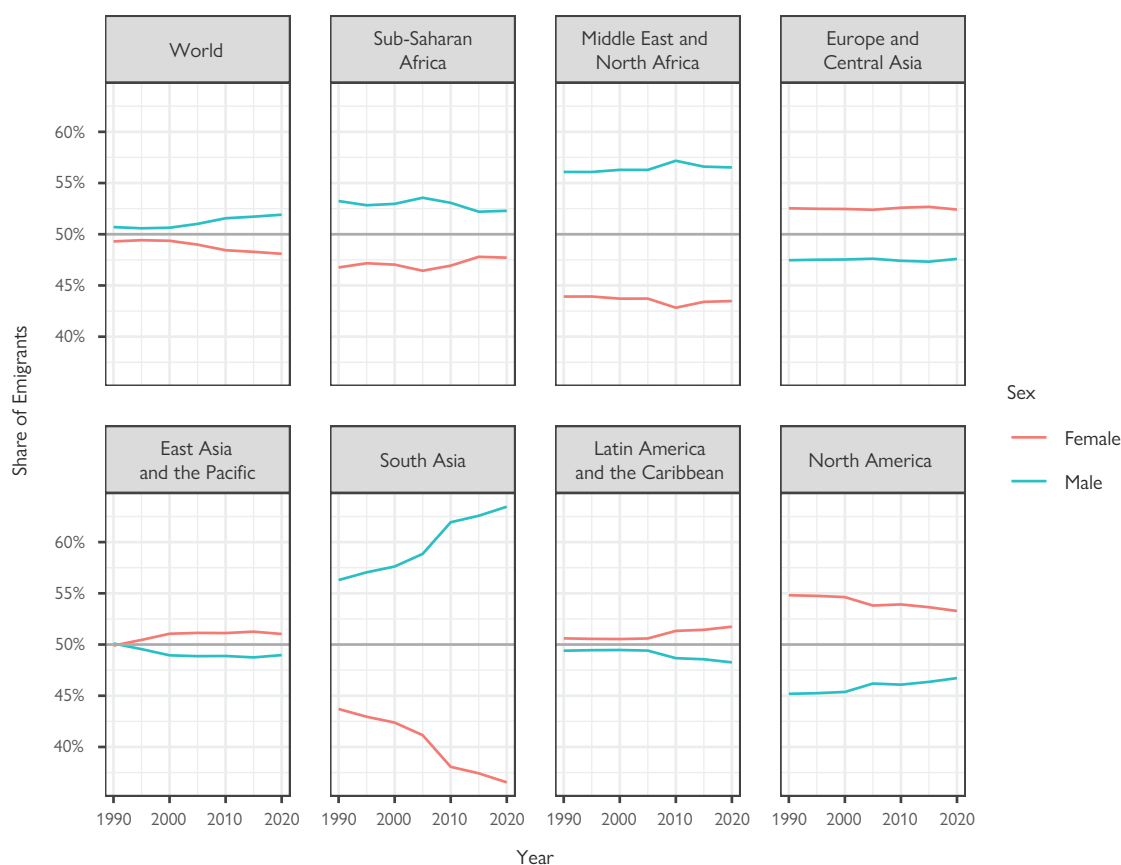 World
Sub-Saharan
Africa
Middle East and
North Africa
Europe and
Central Asia
60%
55%
50%
45%
40%
Share of Emigrants
Sex
Female
Male
East Asia
and the Pacific
South Asia
Latin America
and the Caribbean
North America
60%
55%
50%
45%
40%
1990 2000 2010 2020
1990 2000 2010 2020
1990 2000 2010 2020
1990 2000 2010 2020
Year